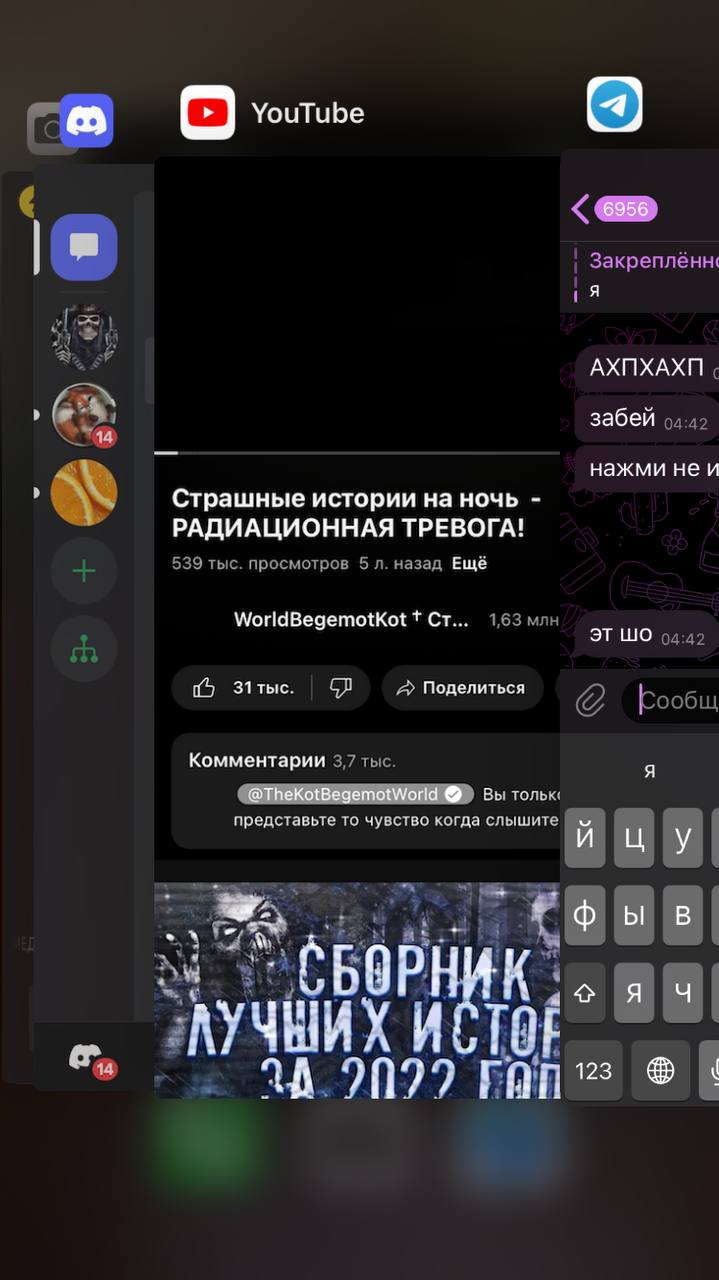 YouTube
14
14
Страшные истории на ночь -
РАДИАЦИОННАЯ ТРЕВОГА!
539 тыс. просмотров 5 л. назад Ещё
WorldBegemotKot † Ст... 1,63 млн
31 тыс.
Поделиться
Комментарии 3,7 тыс.
@TheKotBegemotWorld Вы только
представьте то чувство когда слышите
СБОРНИК
ЛУЧШИХ ИСТОР
ЗА 2022 ГОД
6956
Закреплённо
я
АХПХАХП
забей 04:42
нажми не и
эт шо 04:42
Сообщ
я
й ц у
ф ы в
я ч
123